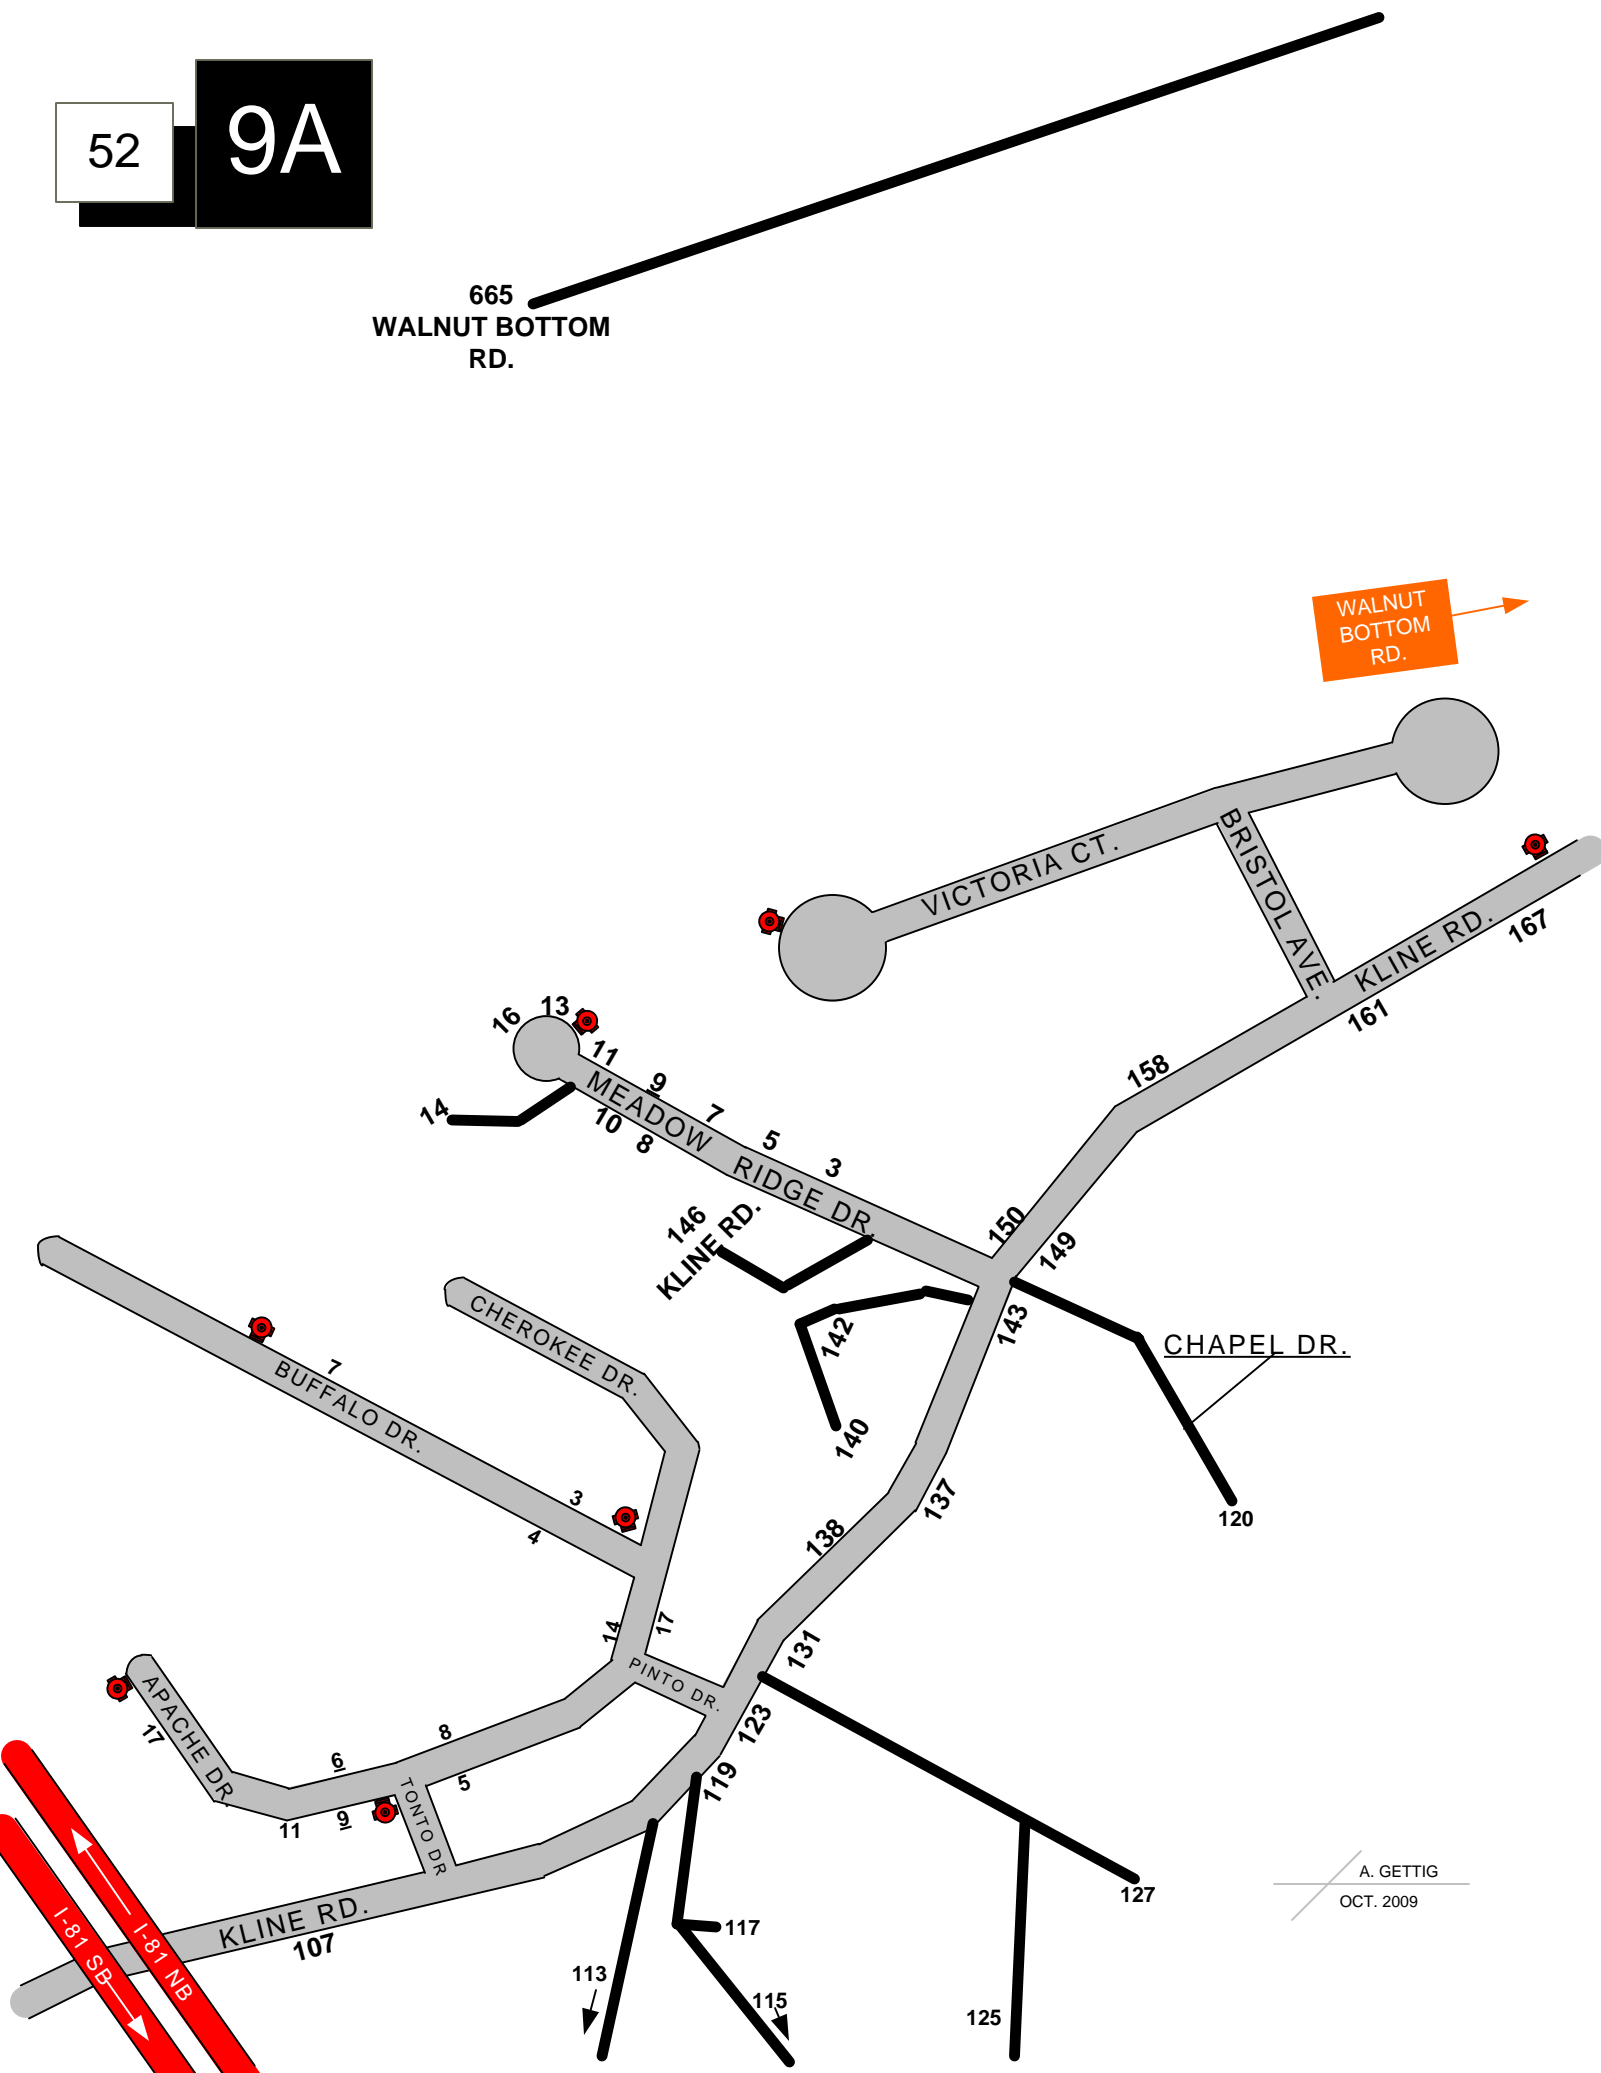 52
9A
665
WALNUT BOTTOM
RD.
WALNUT
BOTTOM
RD.
VICTORIA CT.
BRISTOL AVE.
KLINE RD.
167
161
158
16
13
11
9
7
5
3
MEADOW RIDGE DR.
14
10
8
146
KLINE RD.
150
149
143
142
140
CHAPEL DR.
120
CHEROKEE DR.
7
BUFFALO DR.
3
4
137
138
14
17
131
PINTO DR.
123
119
APACHE DR.
17
6
8
5
9
11
TONTO DR
KLINE RD.
107
I-81 SB
I-81 NB
113
117
115
125
127
A. GETTIG
OCT. 2009